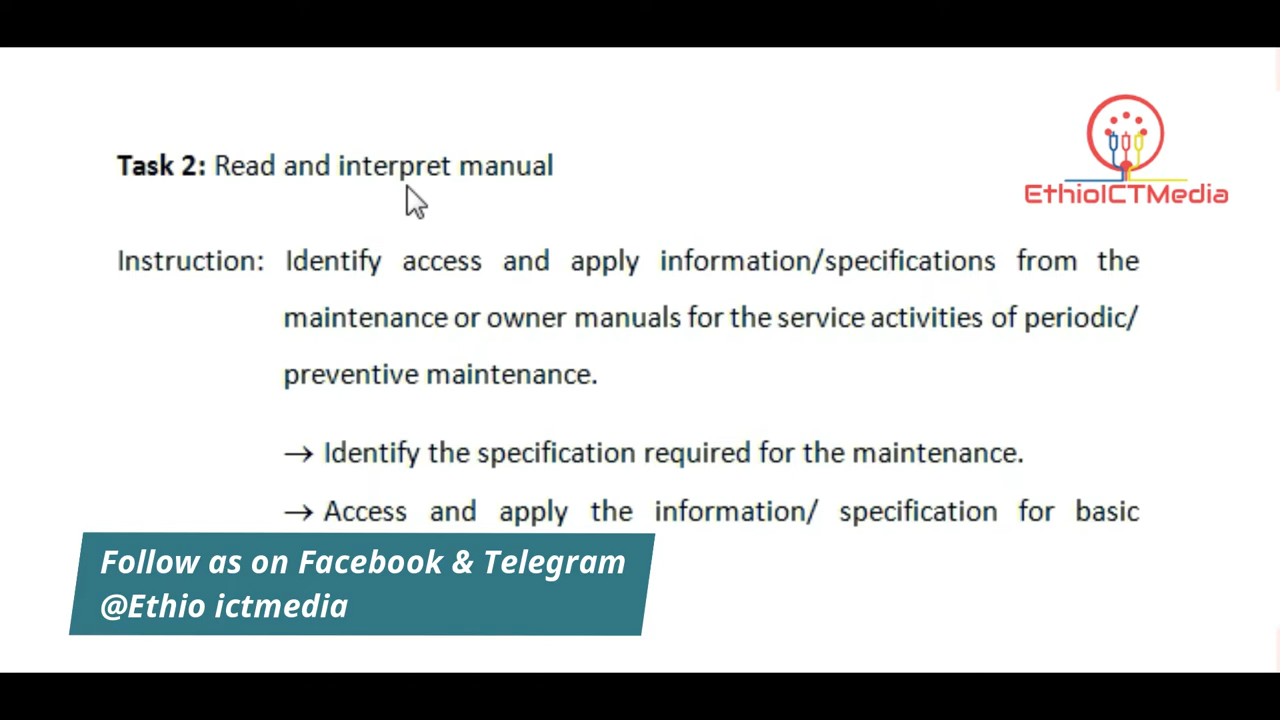 Task 2: Read and interpret manual
EthioICTMedia
Instruction: Identify access and apply information/specifications from the
maintenance or owner manuals for the service activities of periodic/
preventive maintenance.
→ Identify the specification required for the maintenance.
→ Access and apply the information/ specification for basic
Follow as on Facebook & Telegram
@Ethio ictmedia